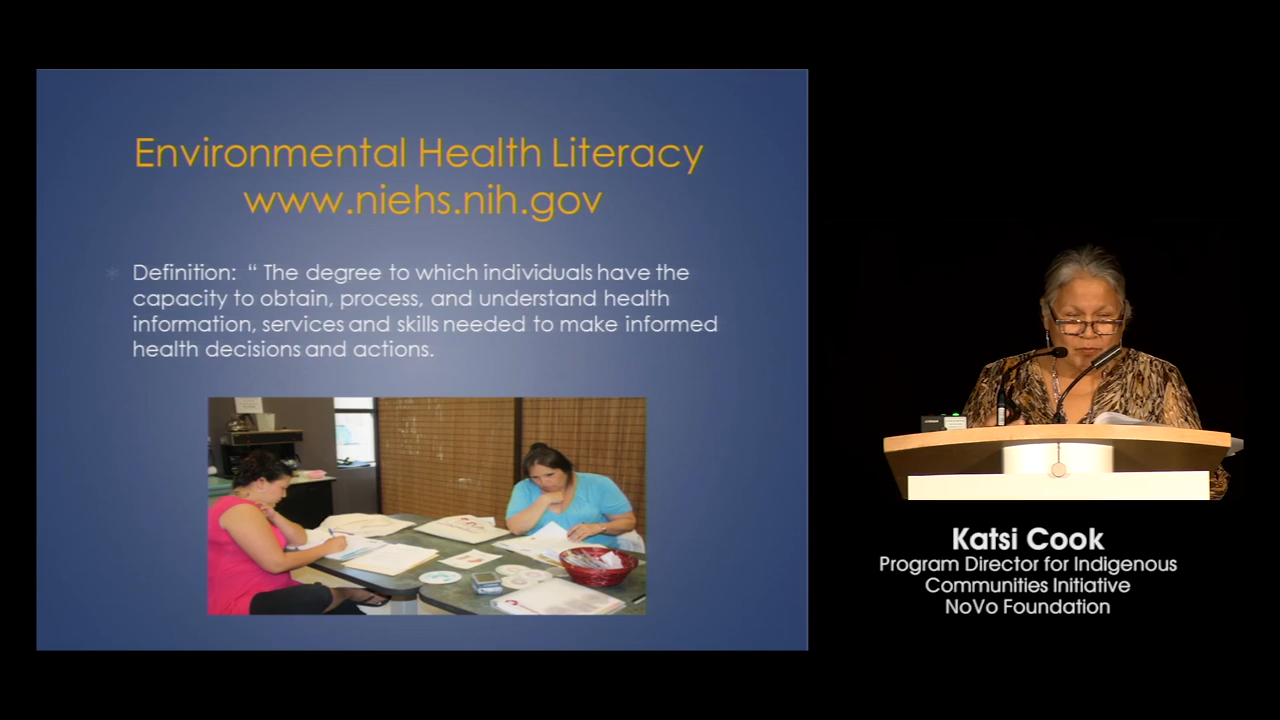 Environmental Health Literacy
www.niehs.nih.gov
* Definition: “ The degree to which individuals have the
capacity to obtain, process, and understand health
information, services and skills needed to make informed
health decisions and actions.
Katsi Cook
Program Director for Indigenous
Communities Initiative
NoVo Foundation